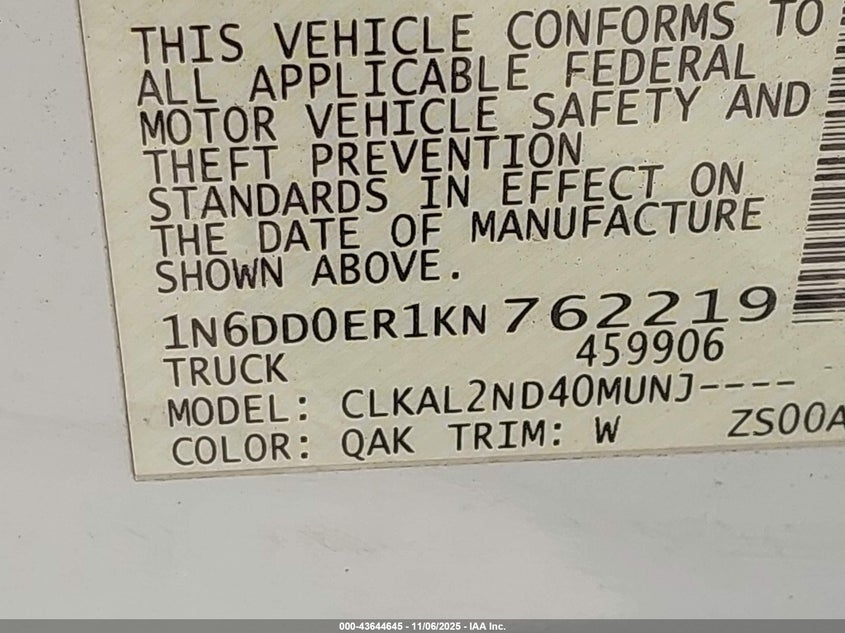 THIS VEHICLE CONFORMS TO
ALL APPLICABLE FEDERAL
MOTOR VEHICLE SAFETY AND
THEFT PREVENTION
STANDARDS IN EFFECT ON
THE DATE OF MANUFACTURE
SHOWN ABOVE.
1N6DD0ER1KN 762219
TRUCK 459906
MODEL: CLKAL2ND40MUNJ----
COLOR: QAK TRIM: W ZS00A
000-43644645 - 11/06/2025 - IAA Inc.